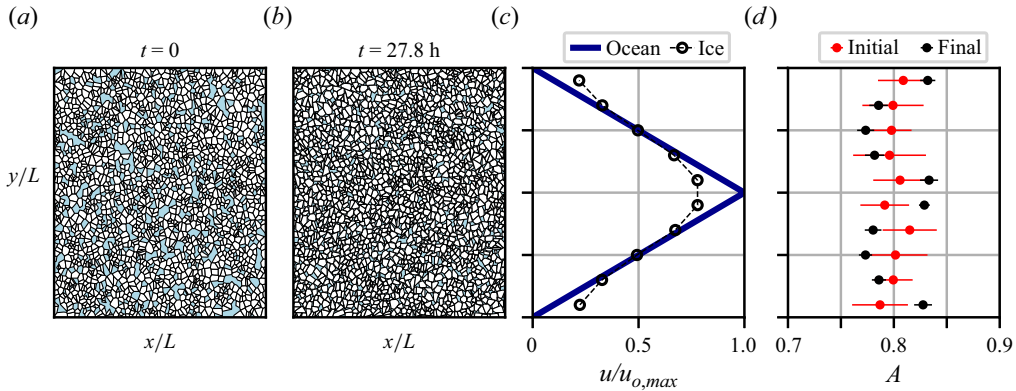 (a) (b) (c) (d)
t = 0
t = 27.8 h
Ocean Ice
Initial Final
y/L
x/L
x/L
0 0.5 1.0
u/u_{o,max}
0.7 0.8 0.9
A